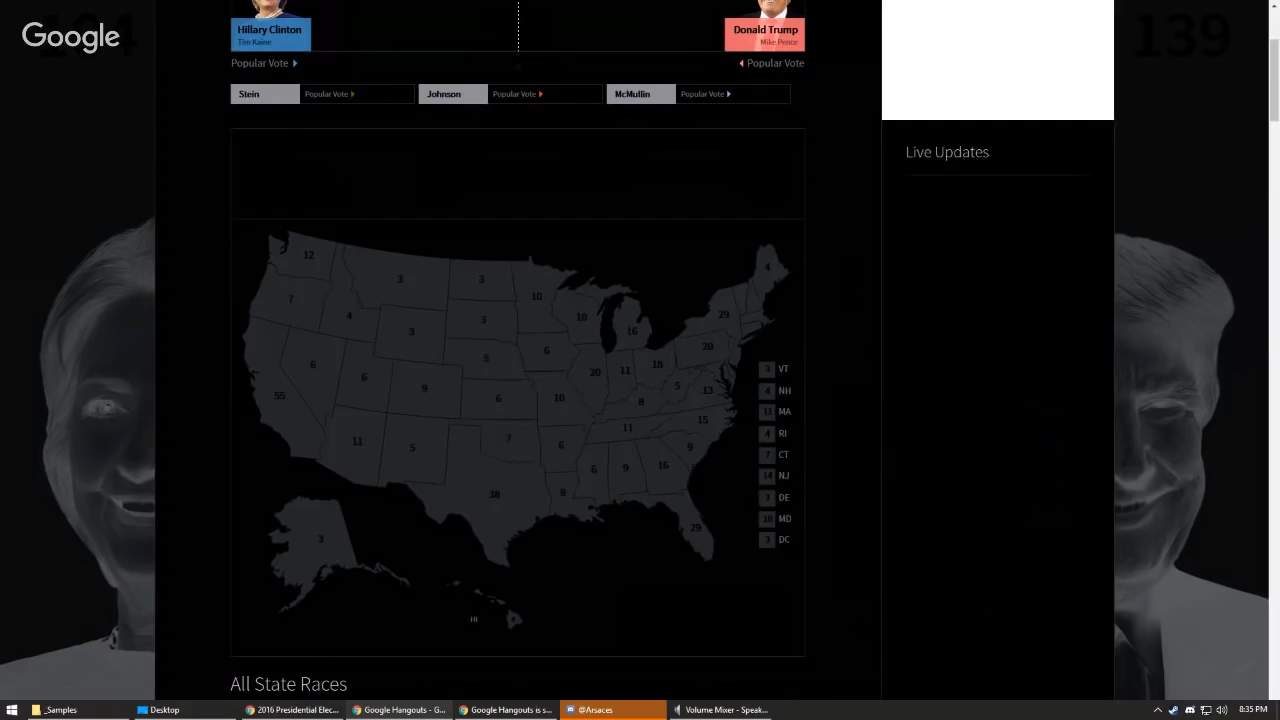 Google
Hillary Clinton
Tim Kaine
Donald Trump
Mike Pence
Popular Vote
Popular Vote
Stein
Popular Vote
Johnson
Popular Vote
McMullin
Popular Vote
Live Updates
12
3
3
10
4
7
4
3
3
10
16
29
6
6
9
5
6
20
11
18
20
5
13
55
6
10
8
15
11
5
7
6
11
9
38
8
6
9
16
29
3
HI
3 VT
4 NH
11 MA
4 RI
7 CT
14 NJ
3 DE
10 MD
3 DC
All State Races
_Samples
Desktop
2016 Presidential Elec...
Google Hangouts - G...
Google Hangouts is s...
@Arsaces
Volume Mixer - Speak...
8:35 PM